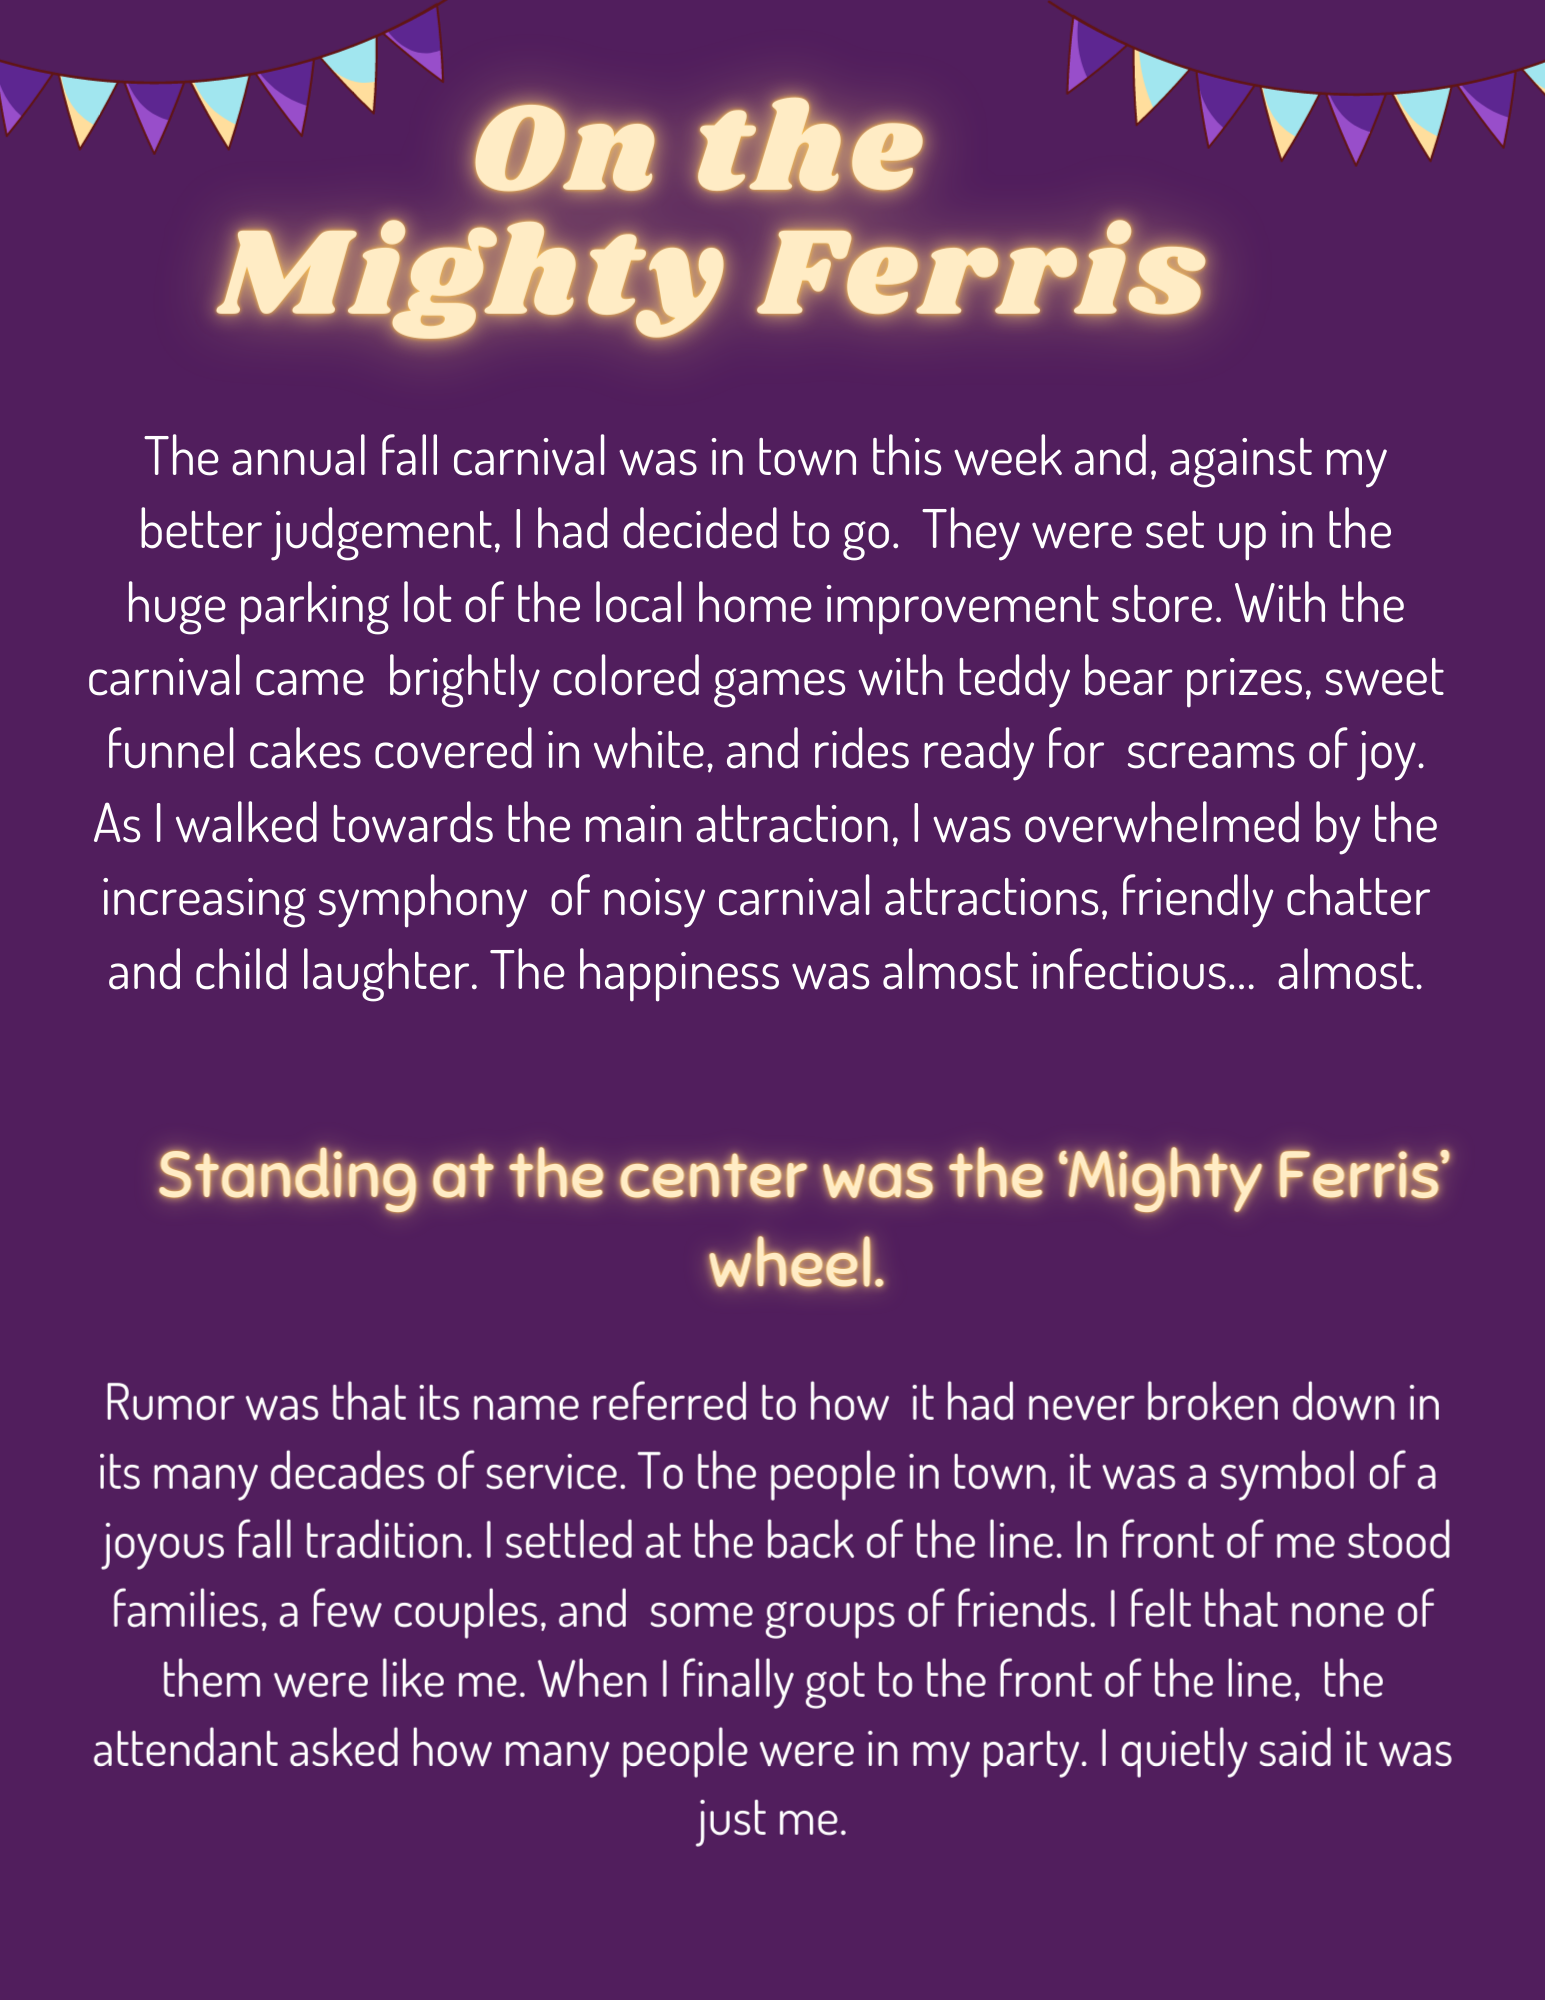 On the
Mighty Ferris
The annual fall carnival was in town this week and, against my
better judgement, I had decided to go.  They were set up in the
huge parking lot of the local home improvement store. With the
carnival came  brightly colored games with teddy bear prizes, sweet
funnel cakes covered in white, and rides ready for  screams of joy.
As I walked towards the main attraction, I was overwhelmed by the
increasing symphony  of noisy carnival attractions, friendly chatter
and child laughter. The happiness was almost infectious...  almost.
Standing at the center was the ‘Mighty Ferris’
wheel.
Rumor was that its name referred to how  it had never broken down in
its many decades of service. To the people in town, it was a symbol of a
joyous fall tradition. I settled at the back of the line. In front of me stood
families, a few couples, and  some groups of friends. I felt that none of
them were like me. When I finally got to the front of the line,  the
attendant asked how many people were in my party. I quietly said it was
just me.